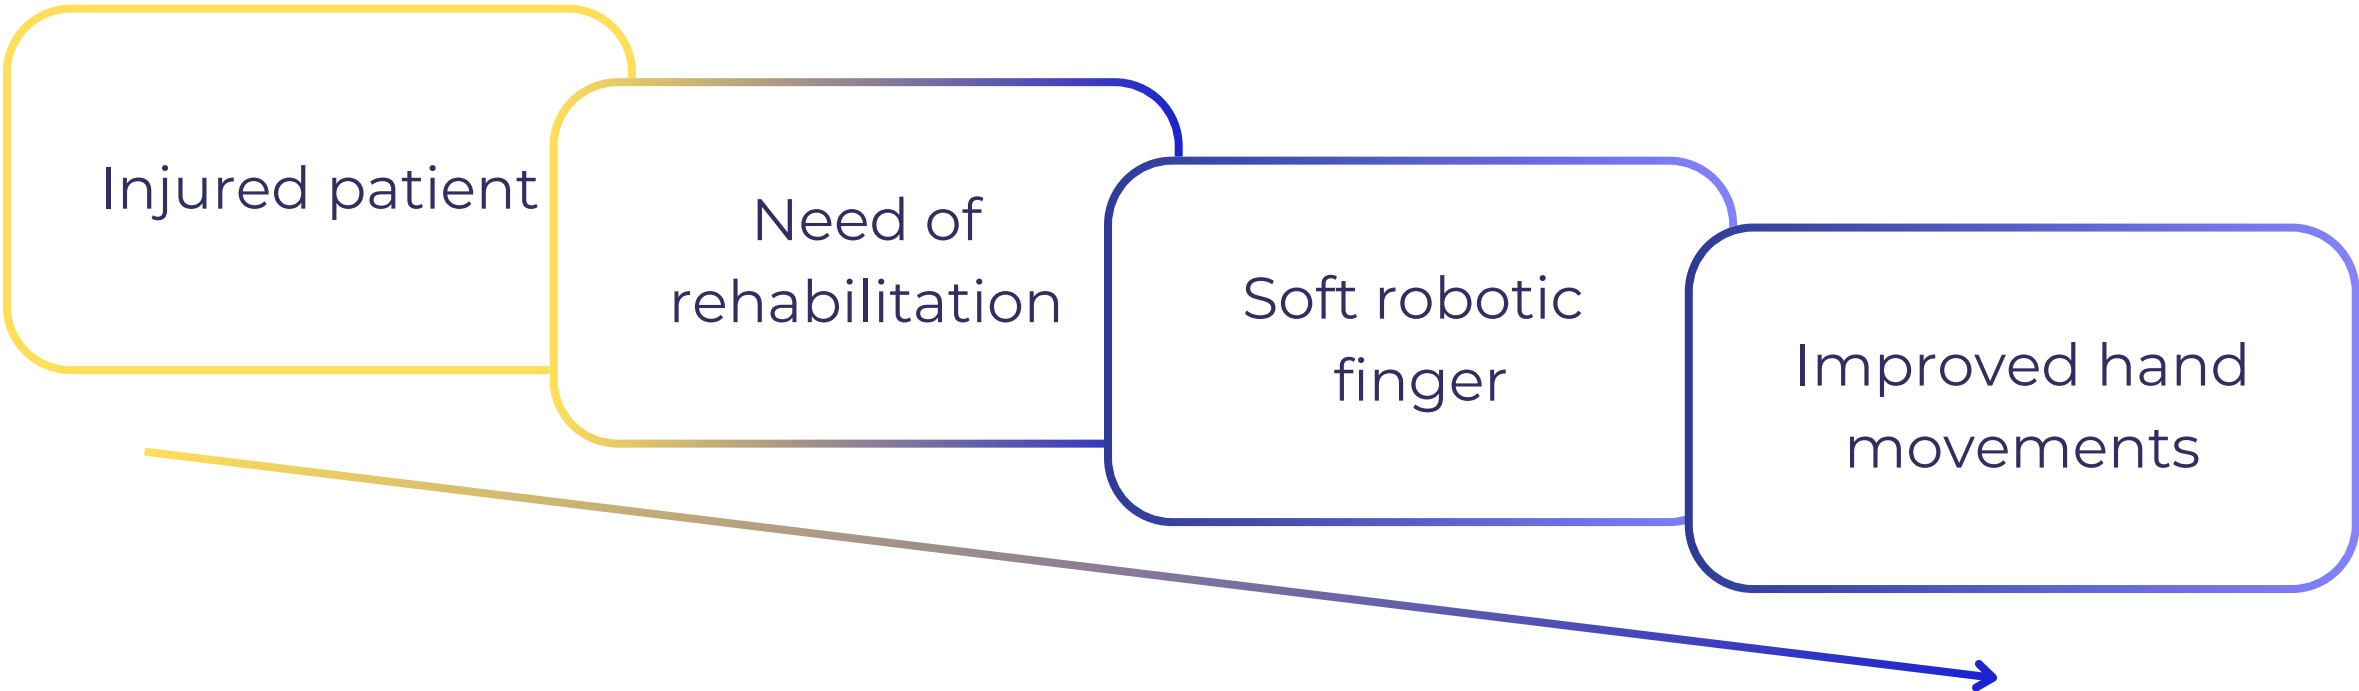 Injured patient
Need of
rehabilitation
Soft robotic
finger
Improved hand
movements